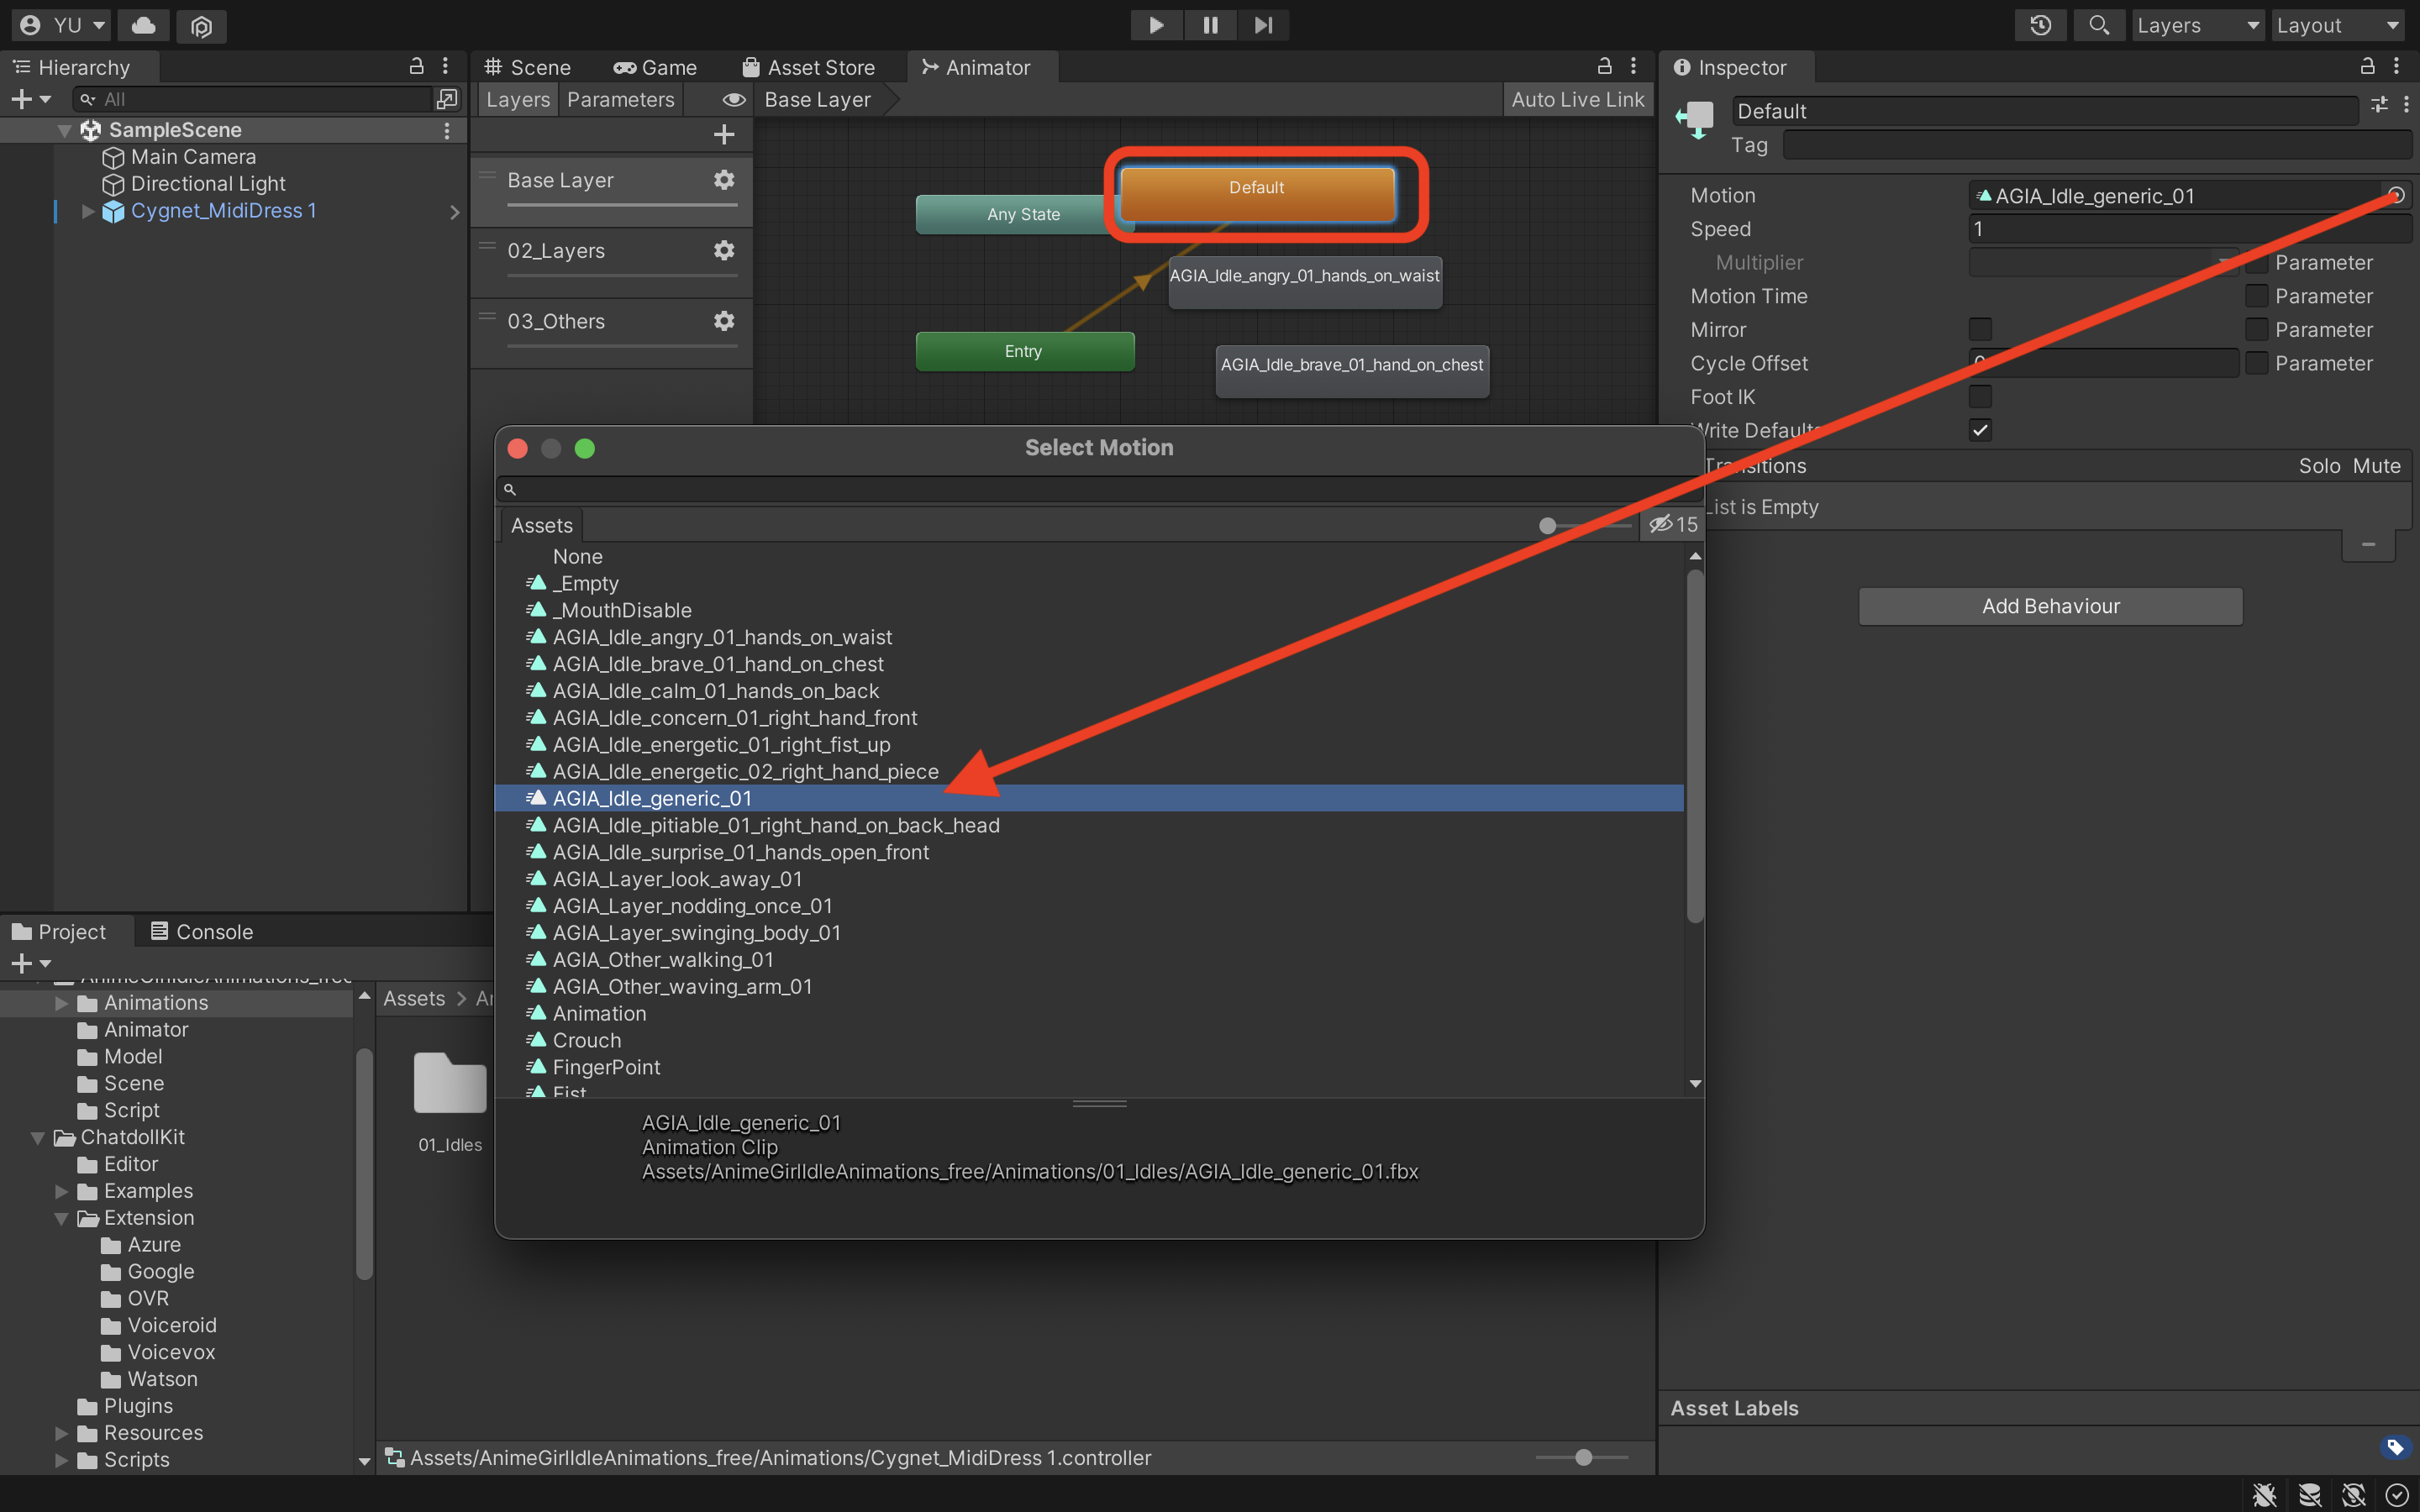 YU
Layers
Layout
Hierarchy
All
SampleScene
Main Camera
Directional Light
Cygnet_MidiDress 1
Scene
Game
Asset Store
Animator
Layers
Parameters
Base Layer
Auto Live Link
Base Layer
02_Layers
03_Others
Default
Any State
AGIA_Idle_angry_01_hands_on_waist
Entry
AGIA_Idle_brave_01_hand_on_chest
Inspector
Default
Tag
Motion
AGIA_Idle_generic_01
Speed
1
Multiplier
Parameter
Motion Time
Parameter
Mirror
Parameter
Cycle Offset
0
Parameter
Foot IK
Write Defaults
Transitions
Solo
Mute
List is Empty
Add Behaviour
Select Motion
Assets
15
None
_Empty
_MouthDisable
AGIA_Idle_angry_01_hands_on_waist
AGIA_Idle_brave_01_hand_on_chest
AGIA_Idle_calm_01_hands_on_back
AGIA_Idle_concern_01_right_hand_front
AGIA_Idle_energetic_01_right_fist_up
AGIA_Idle_energetic_02_right_hand_piece
AGIA_Idle_generic_01
AGIA_Idle_pitiable_01_right_hand_on_back_head
AGIA_Idle_surprise_01_hands_open_front
AGIA_Layer_look_away_01
AGIA_Layer_nodding_once_01
AGIA_Layer_swinging_body_01
AGIA_Other_walking_01
AGIA_Other_waving_arm_01
Animation
Crouch
FingerPoint
Fist
AGIA_Idle_generic_01
Animation Clip
Assets/AnimeGirlIdleAnimations_free/Animations/01_Idles/AGIA_Idle_generic_01.fbx
Project
Console
AnimeGirlIdleAnimations_free
Animations
Animator
Model
Scene
Script
ChatdollKit
Editor
Examples
Extension
Azure
Google
OVR
Voiceroid
Voicevox
Watson
Plugins
Resources
Scripts
Assets > An
01_Idles
Assets/AnimeGirlIdleAnimations_free/Animations/Cygnet_MidiDress 1.controller
Asset Labels